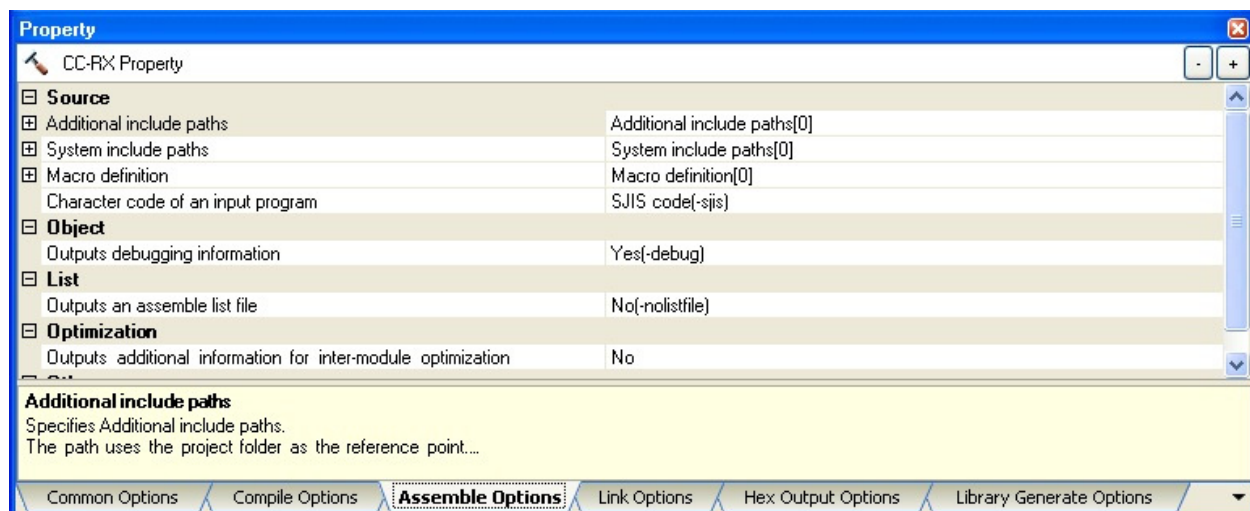 Property
CC-RX Property
- +
Source
Additional include paths Additional include paths[0]
System include paths System include paths[0]
Macro definition Macro definition[0]
Character code of an input program SJIS code(-sjis)
Object
Outputs debugging information Yes(-debug)
List
Outputs an assemble list file No(-nolistfile)
Optimization
Outputs additional information for inter-module optimization No
Additional include paths
Specifies Additional include paths.
The path uses the project folder as the reference point....
Common Options Compile Options Assemble Options Link Options Hex Output Options Library Generate Options